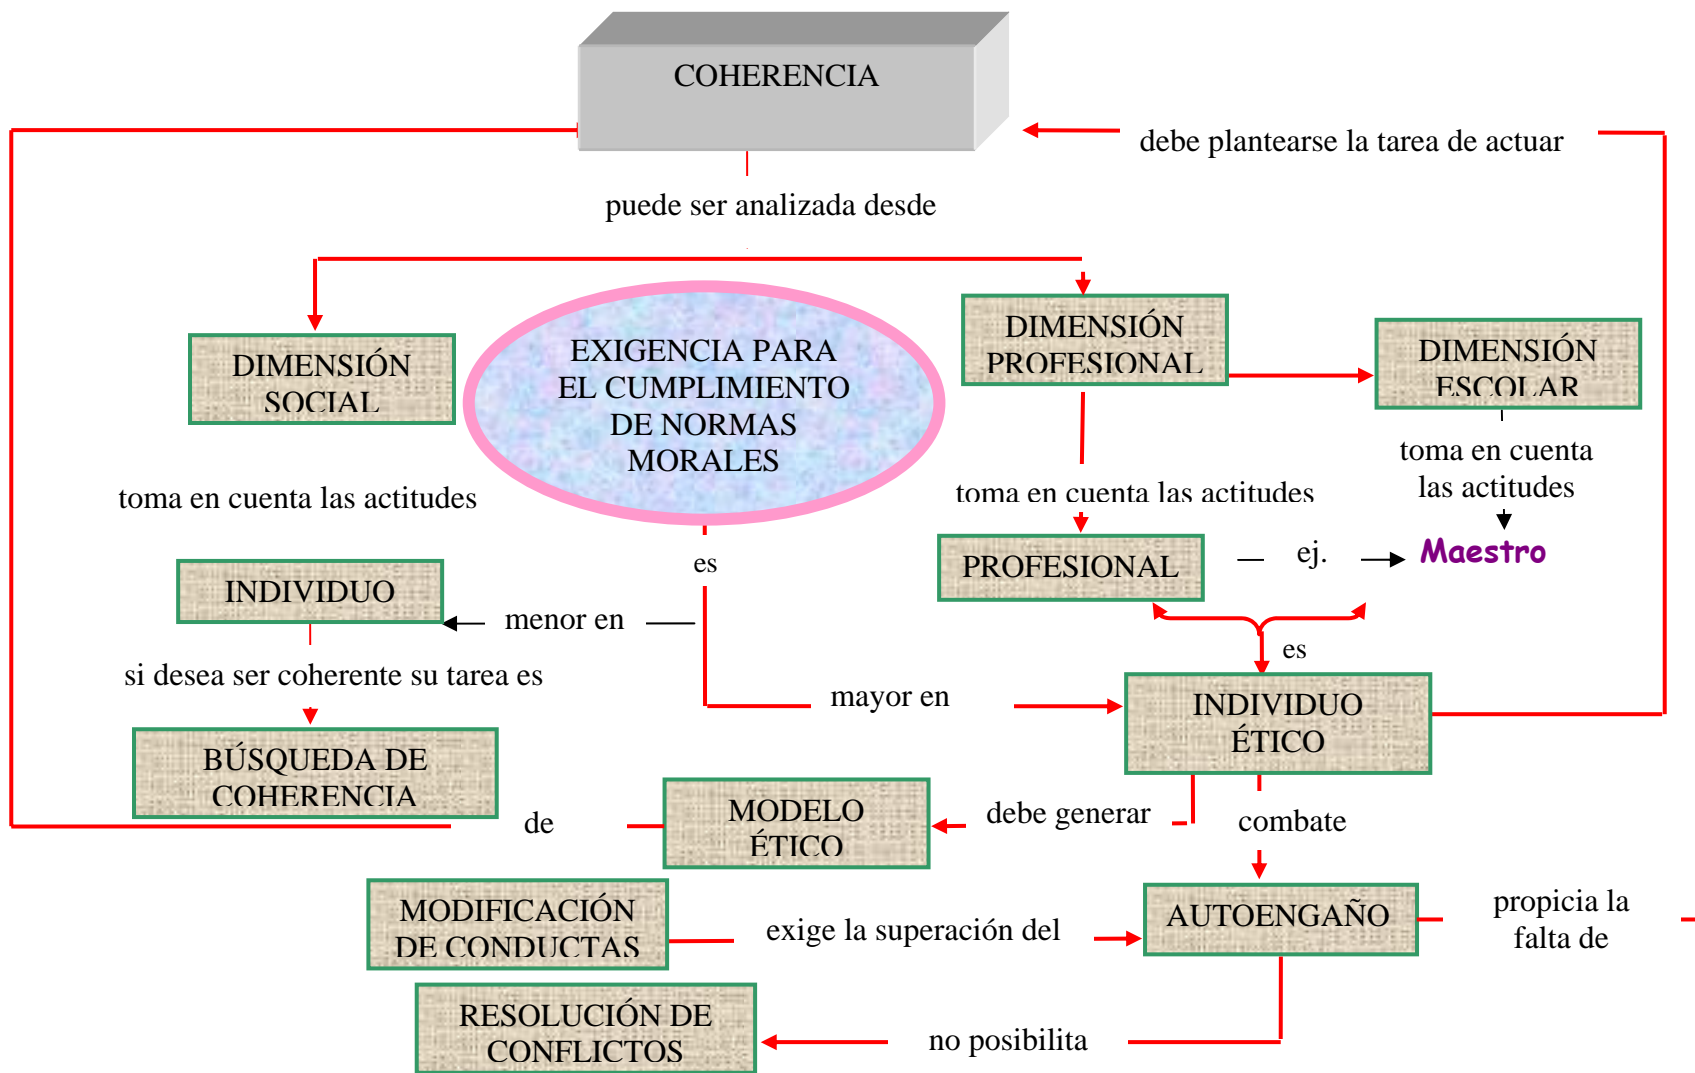 COHERENCIA
debe plantearse la tarea de actuar
puede ser analizada desde
DIMENSIÓN
SOCIAL
EXIGENCIA PARA
EL CUMPLIMIENTO
DE NORMAS
MORALES
DIMENSIÓN
PROFESIONAL
DIMENSIÓN
ESCOLAR
toma en cuenta las actitudes
toma en cuenta las actitudes
toma en cuenta
las actitudes
es
INDIVIDUO
menor en
PROFESIONAL
ej.
Maestro
si desea ser coherente su tarea es
es
mayor en
INDIVIDUO
ÉTICO
BÚSQUEDA DE
COHERENCIA
de
MODELO
ÉTICO
debe generar
combate
MODIFICACIÓN
DE CONDUCTAS
exige la superación del
AUTOENGAÑO
propicia la
falta de
RESOLUCIÓN DE
CONFLICTOS
no posibilita